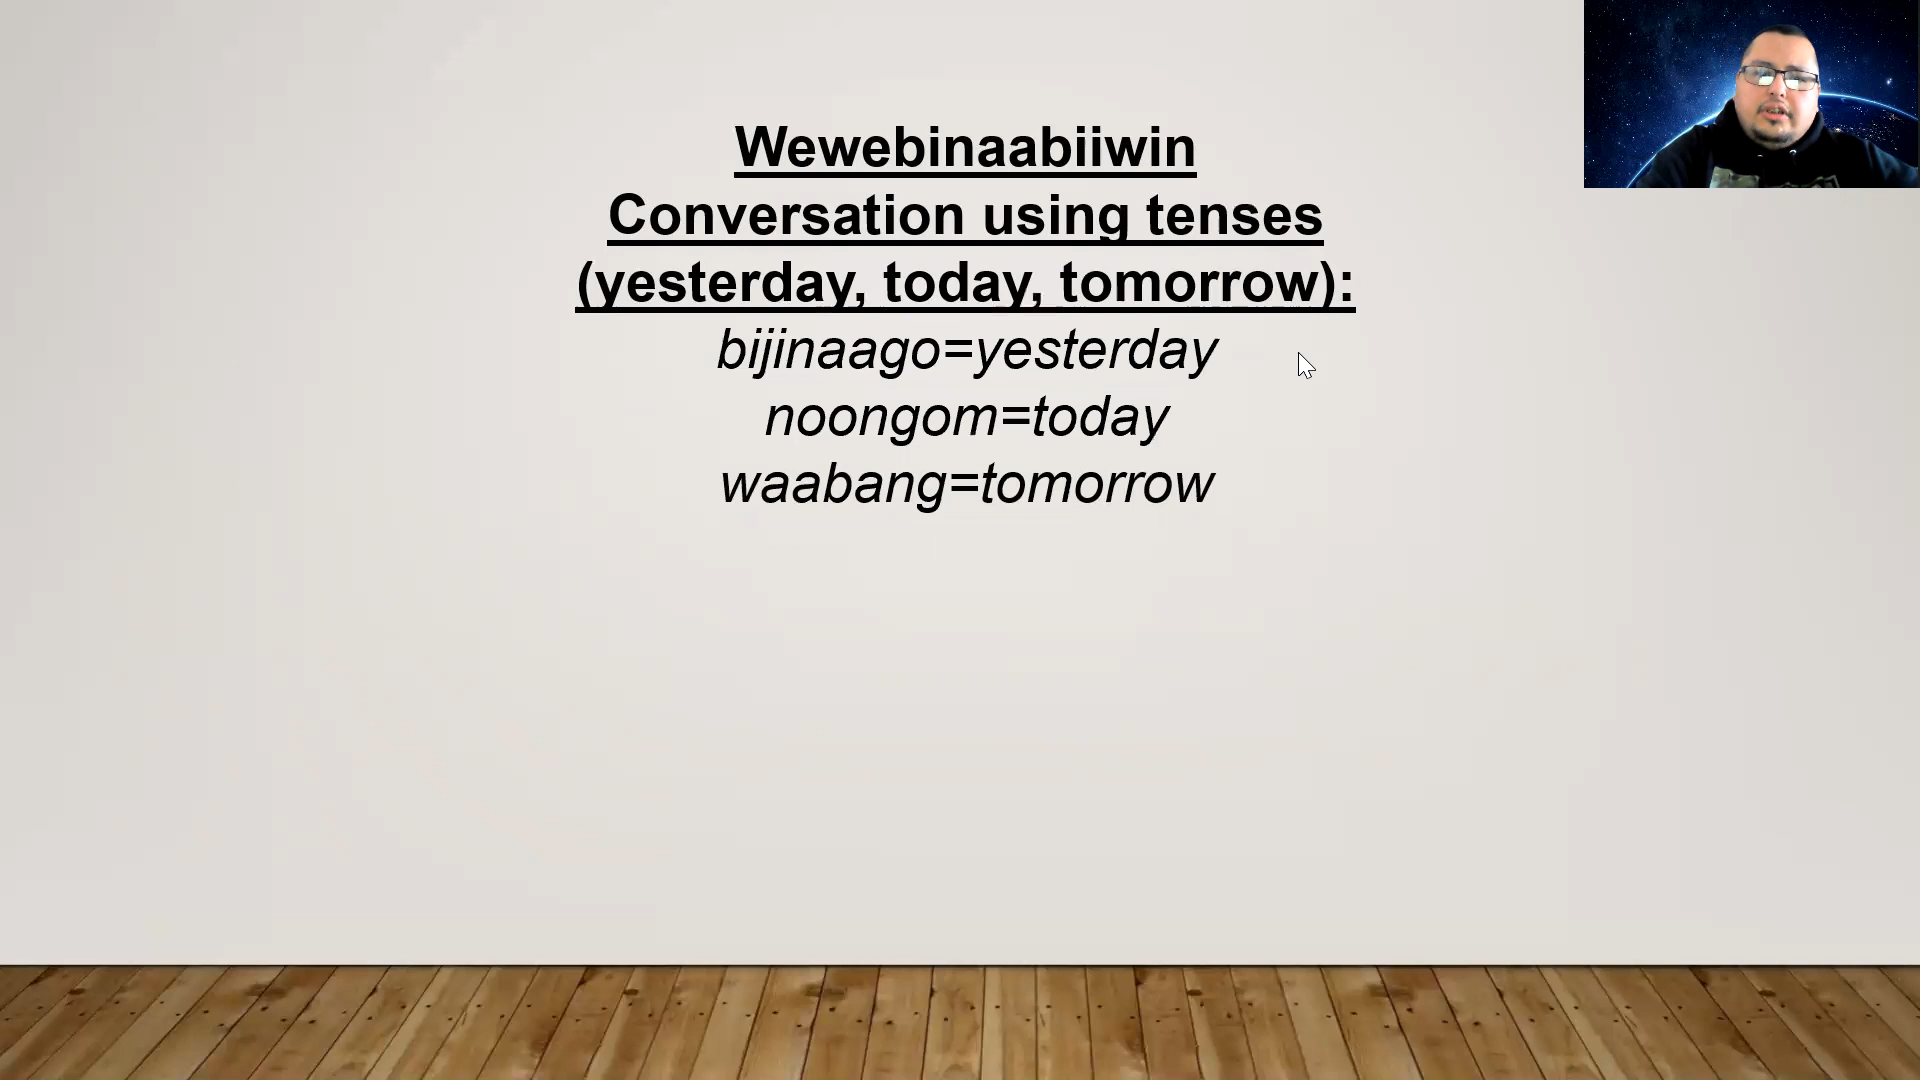 Wewebinaabiiwin
Conversation using tenses
(yesterday, today, tomorrow):
bijinaago=yesterday
noongom=today
waabang=tomorrow